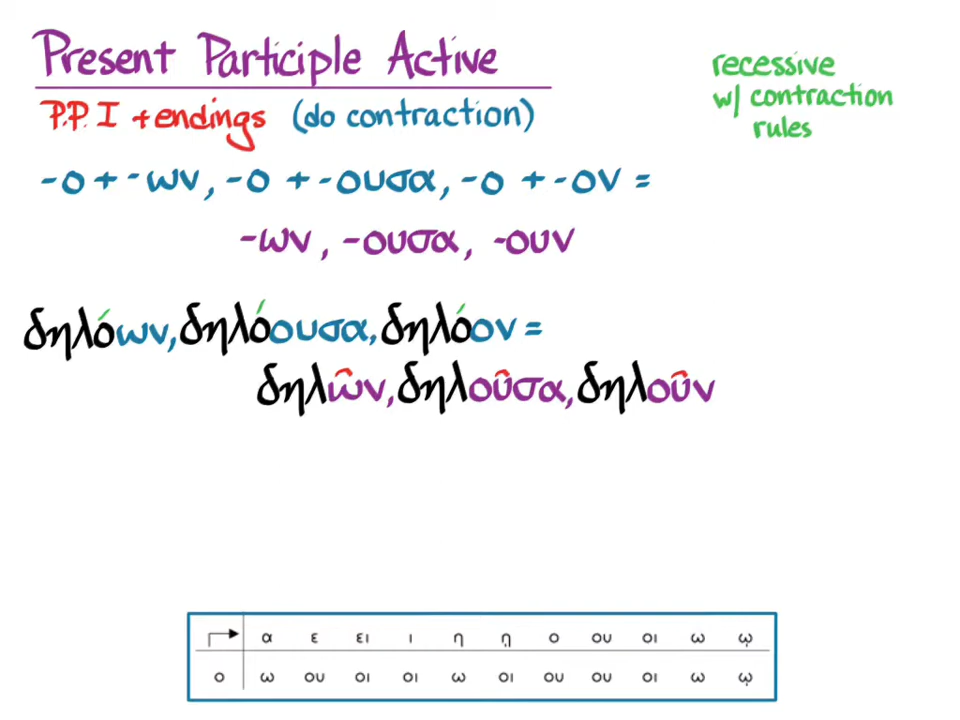 Present Participle Active
recessive
w/ contraction
rules
P.P. I + endings (do contraction)
-ο + -ων, -ο + -ουσα, -ο + -ον =
-ων, -ουσα, -ουν
δηλόων, δηλόουσα, δηλόον =
δηλῶν, δηλοῦσα, δηλοῦν
α ε ει ι η ῃ ο ου οι ω ῳ
ο ω ου οι οι ω οι ου ου οι ω ῳ